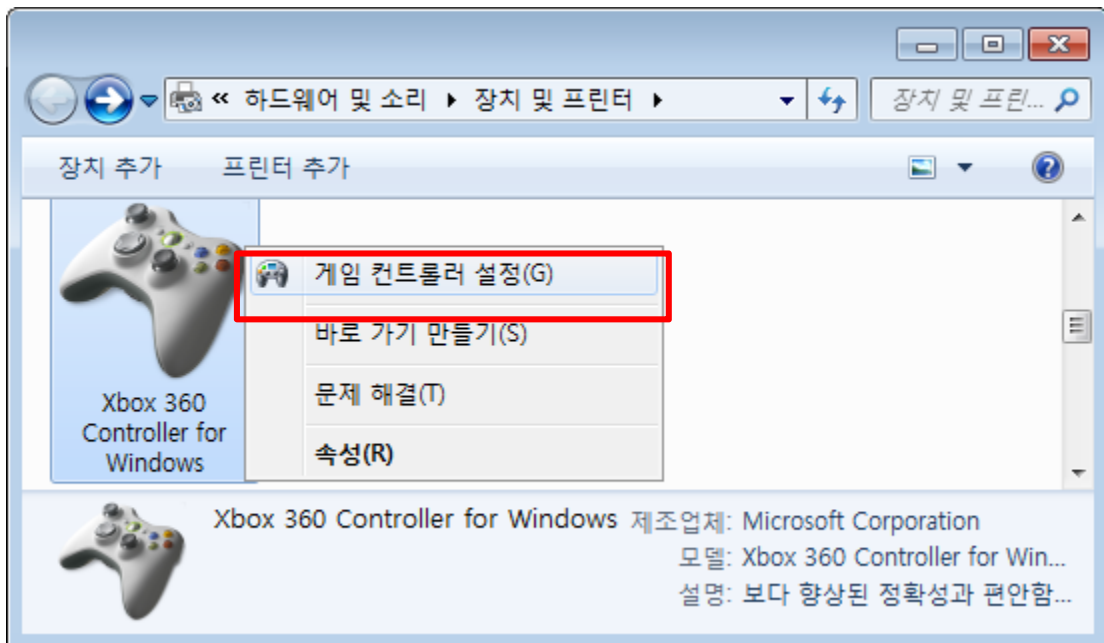 « 하드웨어 및 소리 ▸ 장치 및 프린터 ▸
장치 및 프린...
장치 추가 프린터 추가
게임 컨트롤러 설정(G)
바로 가기 만들기(S)
문제 해결(T)
속성(R)
Xbox 360
Controller for
Windows
Xbox 360 Controller for Windows 제조업체: Microsoft Corporation
모델: Xbox 360 Controller for Win...
설명: 보다 향상된 정확성과 편안함...